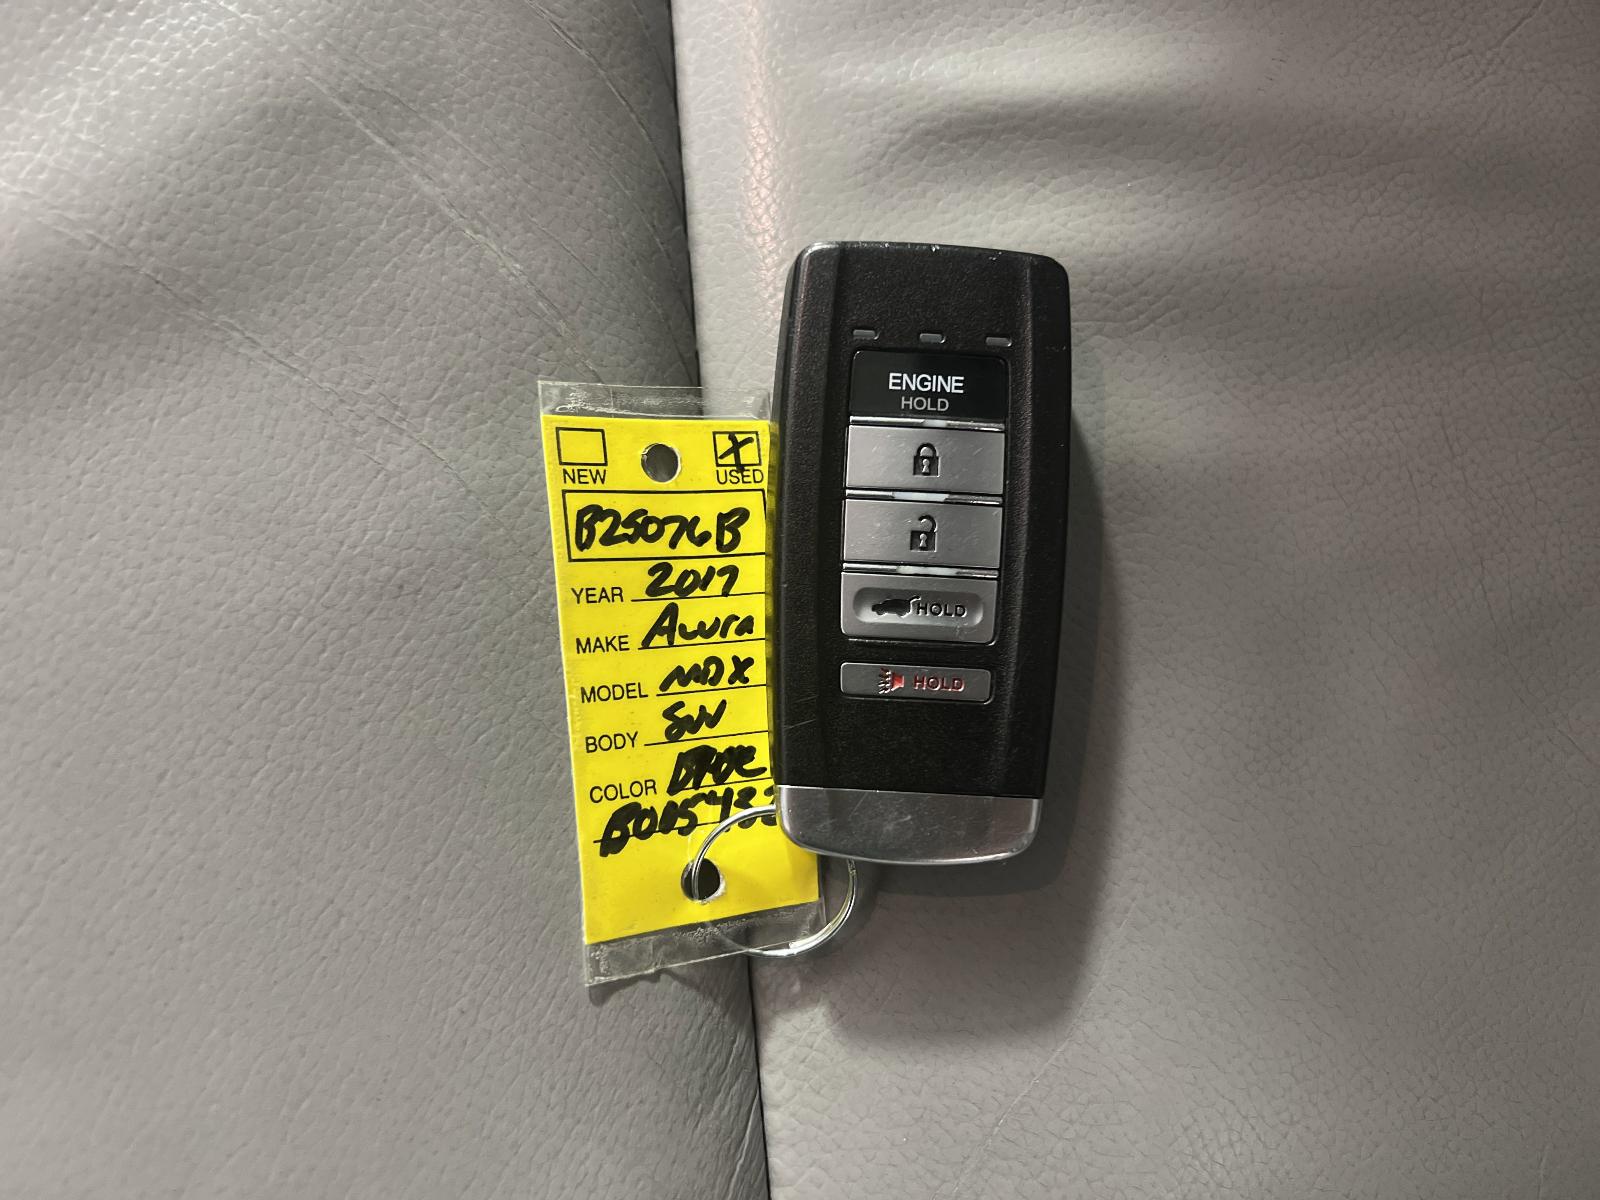 NEW USED
B25076B
YEAR 2017
MAKE Acura
MODEL MDX
BODY SUV
COLOR
ENGINE
HOLD
HOLD
HOLD